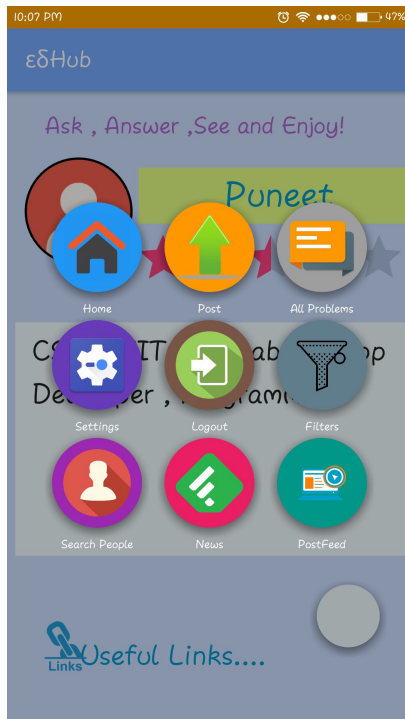 10:07 PM 47%
εδHub
Ask , Answer ,See and Enjoy!
Puneet
Home Post All Problems
Settings Logout Filters
Search People News PostFeed
Links Useful Links....